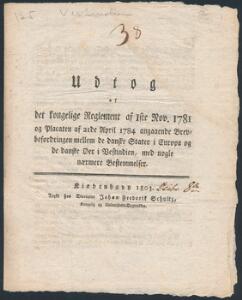 38
Udtog
af
det kongelige Reglement af 1ste Nov. 1781
og Placaten af 21de April 1784 angaaende Brev-
befordringen mellem de danske Stater i Europa og
de danske Øer i Vestindien, med nogle
nærmere Bestemmelser.
Kiøbenhavn 1803.
Trykt hos Directeur Johan Frederik Schultz,
Kongelig og Universitets-Bogtrykker.